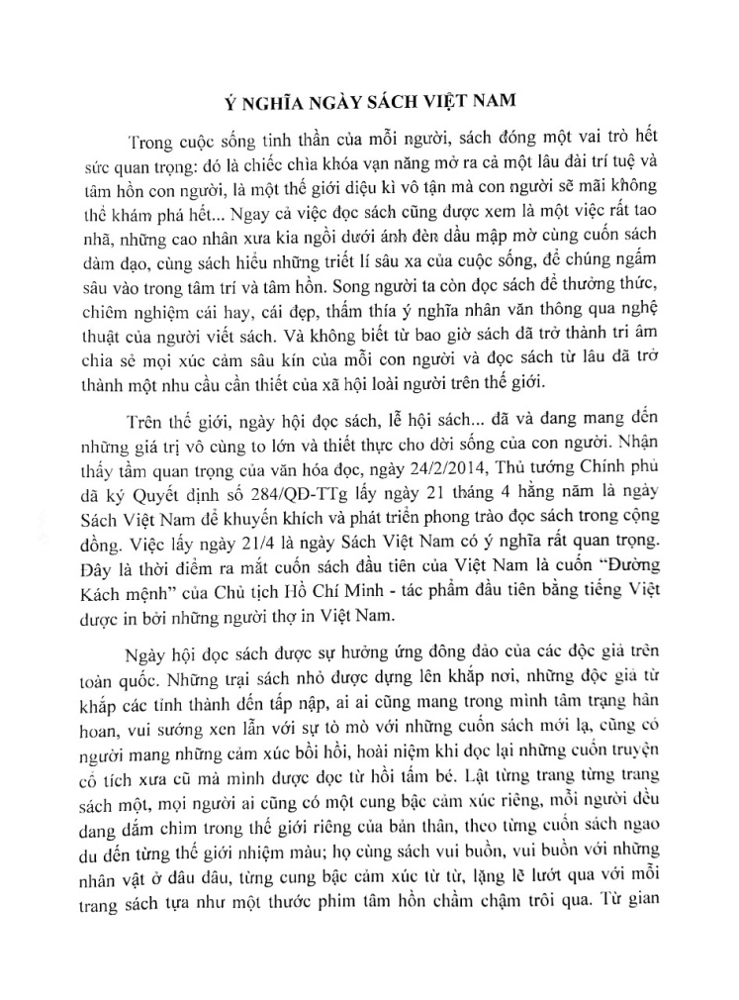 Ý NGHĨA NGÀY SÁCH VIỆT NAM
Trong cuộc sống tinh thần của mỗi người, sách đóng một vai trò hết
sức quan trọng: đó là chiếc chìa khóa vạn năng mở ra cả một lâu đài trí tuệ và
tâm hồn con người, là một thế giới diệu kì vô tận mà con người sẽ mãi không
thể khám phá hết... Ngay cả việc đọc sách cũng được xem là một việc rất tao
nhã, những cao nhân xưa kia ngồi dưới ánh đèn dầu mập mờ cùng cuốn sách
đàm đạo, cùng sách hiểu những triết lí sâu xa của cuộc sống, để chúng ngấm
sâu vào trong tâm trí và tâm hồn. Song người ta còn đọc sách để thưởng thức,
chiêm nghiệm cái hay, cái đẹp, thấm thía ý nghĩa nhân văn thông qua nghệ
thuật của người viết sách. Và không biết từ bao giờ sách đã trở thành tri âm
chia sẻ mọi xúc cảm sâu kín của mỗi con người và đọc sách từ lâu đã trở
thành một nhu cầu cần thiết của xã hội loài người trên thế giới.
Trên thế giới, ngày hội đọc sách, lễ hội sách... đã và đang mang đến
những giá trị vô cùng to lớn và thiết thực cho đời sống của con người. Nhận
thấy tầm quan trọng của văn hóa đọc, ngày 24/2/2014, Thủ tướng Chính phủ
đã ký Quyết định số 284/QĐ-TTg lấy ngày 21 tháng 4 hằng năm là ngày
Sách Việt Nam để khuyến khích và phát triển phong trào đọc sách trong cộng
đồng. Việc lấy ngày 21/4 là ngày Sách Việt Nam có ý nghĩa rất quan trọng.
Đây là thời điểm ra mắt cuốn sách đầu tiên của Việt Nam là cuốn “Đường
Kách mệnh” của Chủ tịch Hồ Chí Minh - tác phẩm đầu tiên bằng tiếng Việt
được in bởi những người thợ in Việt Nam.
Ngày hội đọc sách được sự hưởng ứng đông đảo của các độc giả trên
toàn quốc. Những trại sách nhỏ được dựng lên khắp nơi, những độc giả từ
khắp các tỉnh thành đến tấp nập, ai ai cũng mang trong mình tâm trạng hân
hoan, vui sướng xen lẫn với sự tò mò với những cuốn sách mới lạ, cũng có
người mang những cảm xúc bồi hồi, hoài niệm khi đọc lại những cuốn truyện
cổ tích xưa cũ mà mình được đọc từ hồi tấm bé. Lật từng trang từng trang
sách một, mọi người ai cũng có một cung bậc cảm xúc riêng, mỗi người đều
đang đắm chìm trong thế giới riêng của bản thân, theo từng cuốn sách ngao
du đến từng thế giới nhiệm màu; họ cùng sách vui buồn, vui buồn với những
nhân vật ở đâu đâu, từng cung bậc cảm xúc từ từ, lặng lẽ lướt qua với mỗi
trang sách tựa như một thước phim tâm hồn chầm chậm trôi qua. Từ gian